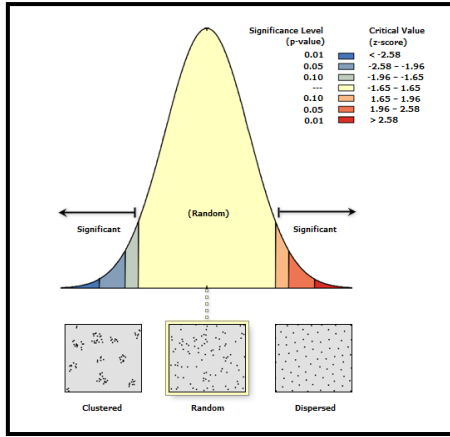 Significance Level Critical Value
(p-value) (z-score)
0.01 < -2.58
0.05 -2.58 – -1.96
0.10 -1.96 – -1.65
--- -1.65 – 1.65
0.10 1.65 – 1.96
0.05 1.96 – 2.58
0.01 > 2.58
(Random)
Significant Significant
Clustered Random Dispersed